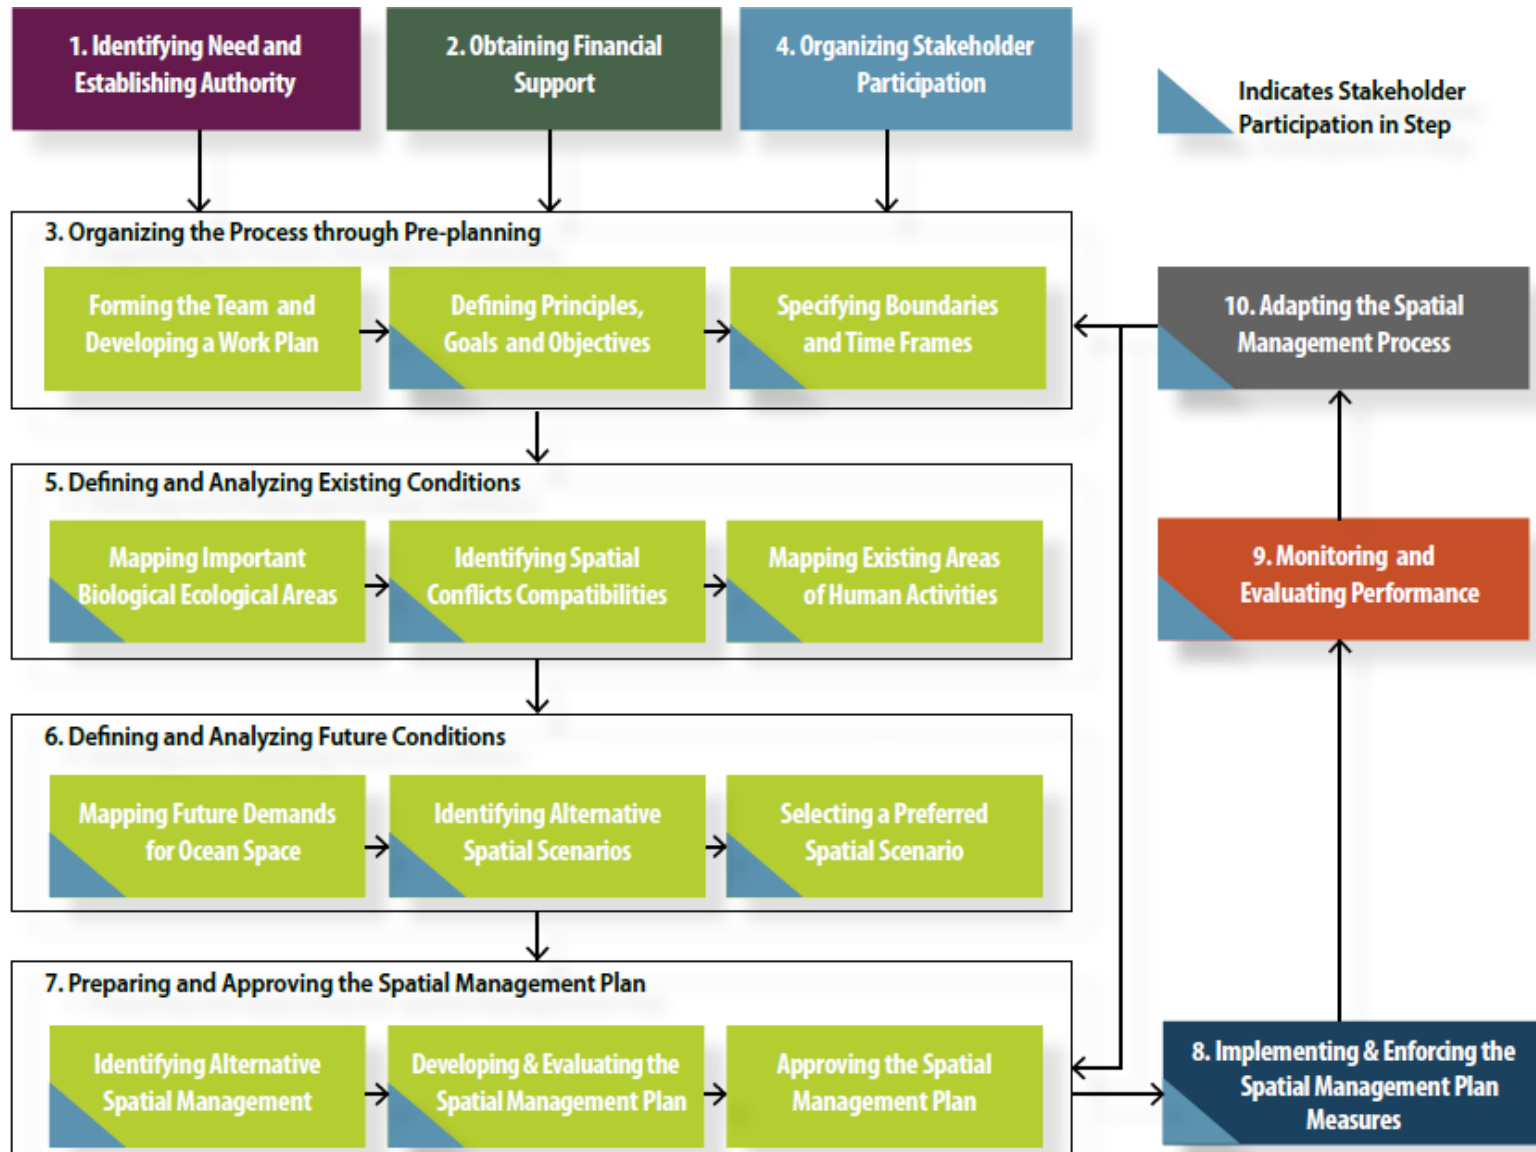 1. Identifying Need and
Establishing Authority
2. Obtaining Financial
Support
4. Organizing Stakeholder
Participation
Indicates Stakeholder
Participation in Step
3. Organizing the Process through Pre-planning
Forming the Team and
Developing a Work Plan
Defining Principles,
Goals and Objectives
Specifying Boundaries
and Time Frames
10. Adapting the Spatial
Management Process
5. Defining and Analyzing Existing Conditions
Mapping Important
Biological Ecological Areas
Identifying Spatial
Conflicts Compatibilities
Mapping Existing Areas
of Human Activities
9. Monitoring and
Evaluating Performance
6. Defining and Analyzing Future Conditions
Mapping Future Demands
for Ocean Space
Identifying Alternative
Spatial Scenarios
Selecting a Preferred
Spatial Scenario
7. Preparing and Approving the Spatial Management Plan
Identifying Alternative
Spatial Management
Developing & Evaluating the
Spatial Management Plan
Approving the Spatial
Management Plan
8. Implementing & Enforcing the
Spatial Management Plan
Measures